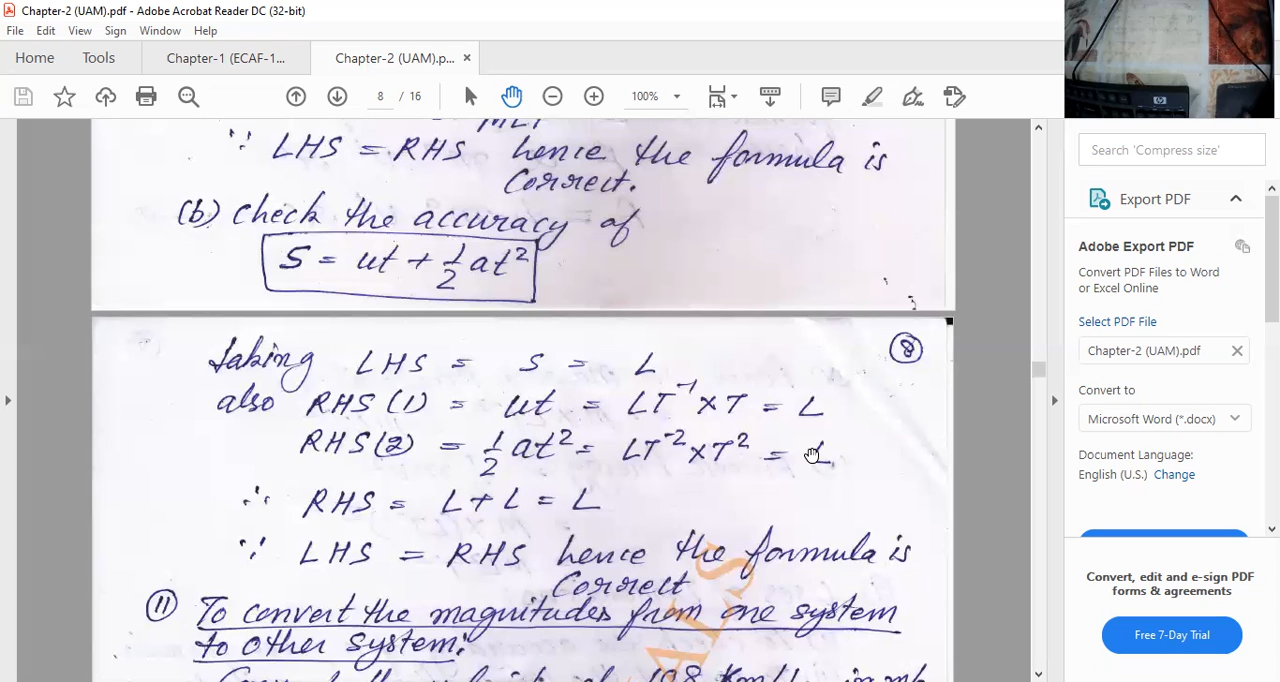 Chapter-2 (UAM).pdf - Adobe Acrobat Reader DC (32-bit)
File Edit View Sign Window Help
Home Tools Chapter-1 (ECAF-1... Chapter-2 (UAM).p... ×
8 / 16 100%
∵ LHS = RHS hence the formula is
Correct.
(b) Check the accuracy of
S = ut + 1/2 at²
8
taking LHS = S = L
also RHS (1) = ut = LT⁻¹ × T = L
RHS (2) = 1/2 at² = LT⁻² × T² = L
∴ RHS = L + L = L
∵ LHS = RHS hence the formula is
Correct
(11) To convert the magnitudes from one system
to other system:
Search 'Compress size'
Export PDF
Adobe Export PDF
Convert PDF Files to Word
or Excel Online
Select PDF File
Chapter-2 (UAM).pdf
Convert to
Microsoft Word (*.docx)
Document Language:
English (U.S.) Change
Convert, edit and e-sign PDF
forms & agreements
Free 7-Day Trial